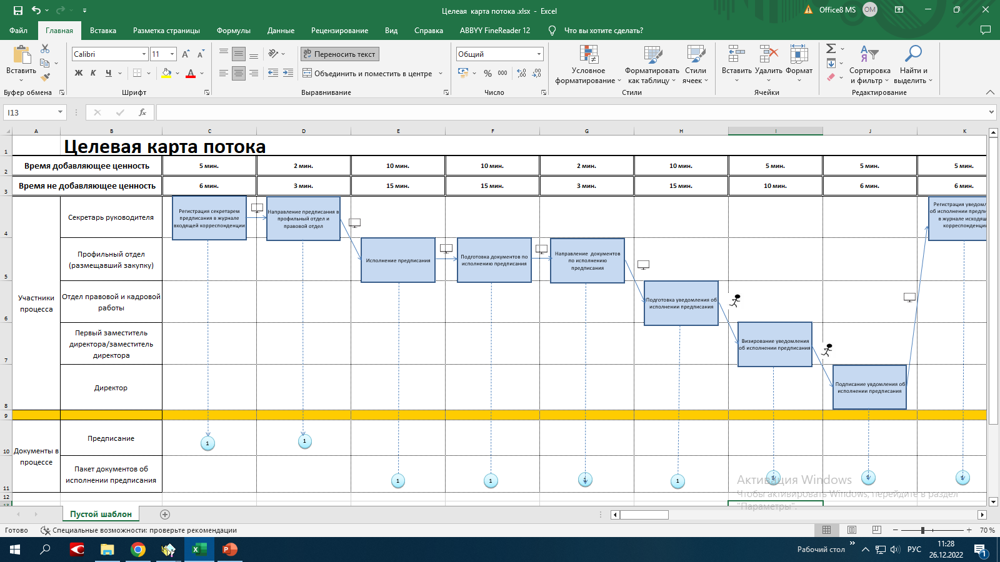 Целеая  карта потока .xlsx  -  Excel
Office8 MS
OM
Файл
Главная
Вставка
Разметка страницы
Формулы
Данные
Рецензирование
Вид
Справка
ABBYY FineReader 12
Что вы хотите сделать?
Вставить
Calibri
11
Ж К Ч
Переносить текст
Объединить и поместить в центре
Общий
% 000
Условное форматирование
Форматировать как таблицу
Стили ячеек
Вставить
Удалить
Формат
Сортировка и фильтр
Найти и выделить
Буфер обмена
Шрифт
Выравнивание
Число
Стили
Ячейки
Редактирование
I13
fx
A B C D E F G H I J K
1 Целевая карта потока
2 Время добавляющее ценность 5 мин. 2 мин. 10 мин. 10 мин. 2 мин. 10 мин. 5 мин. 5 мин. 5 мин.
3 Время не добавляющее ценность 6 мин. 3 мин. 15 мин. 15 мин. 3 мин. 15 мин. 10 мин. 6 мин. 6 мин.
4
Секретарь руководителя
Регистрация секретарем
предписания в журнале
входящей корреспонденции
Направление предписания в
профильный отдел и
правовой отдел
Регистрация уведомл
об исполнении предпи
в журнале исходящ
корреспонденци
5
Профильный отдел
(размещавший закупку)
Исполнение предписания
Подготовка документов по
исполнению предписания
Направление  документов
по исполнению
предписания
Участники
процесса
6
Отдел правовой и кадровой
работы
Подготовка уведомления об
исполнении предписания
7
Первый заместитель
директора/заместитель
директора
Визирование уведомления
об исполнении предписания
8
Директор
Подписание увдомления об
исполнении предписания
9
10
Документы в
процессе
Предписание
1 1
11
Пакет документов об
исполнении предписания
1 1 1 1 1 1 1
12
13
Активация Windows
Чтобы активировать Windows, перейдите в раздел
"Параметры".
Пустой шаблон
Готово
Специальные возможности: проверьте рекомендации
70 %
Рабочий стол
РУС
11:28
26.12.2022
1